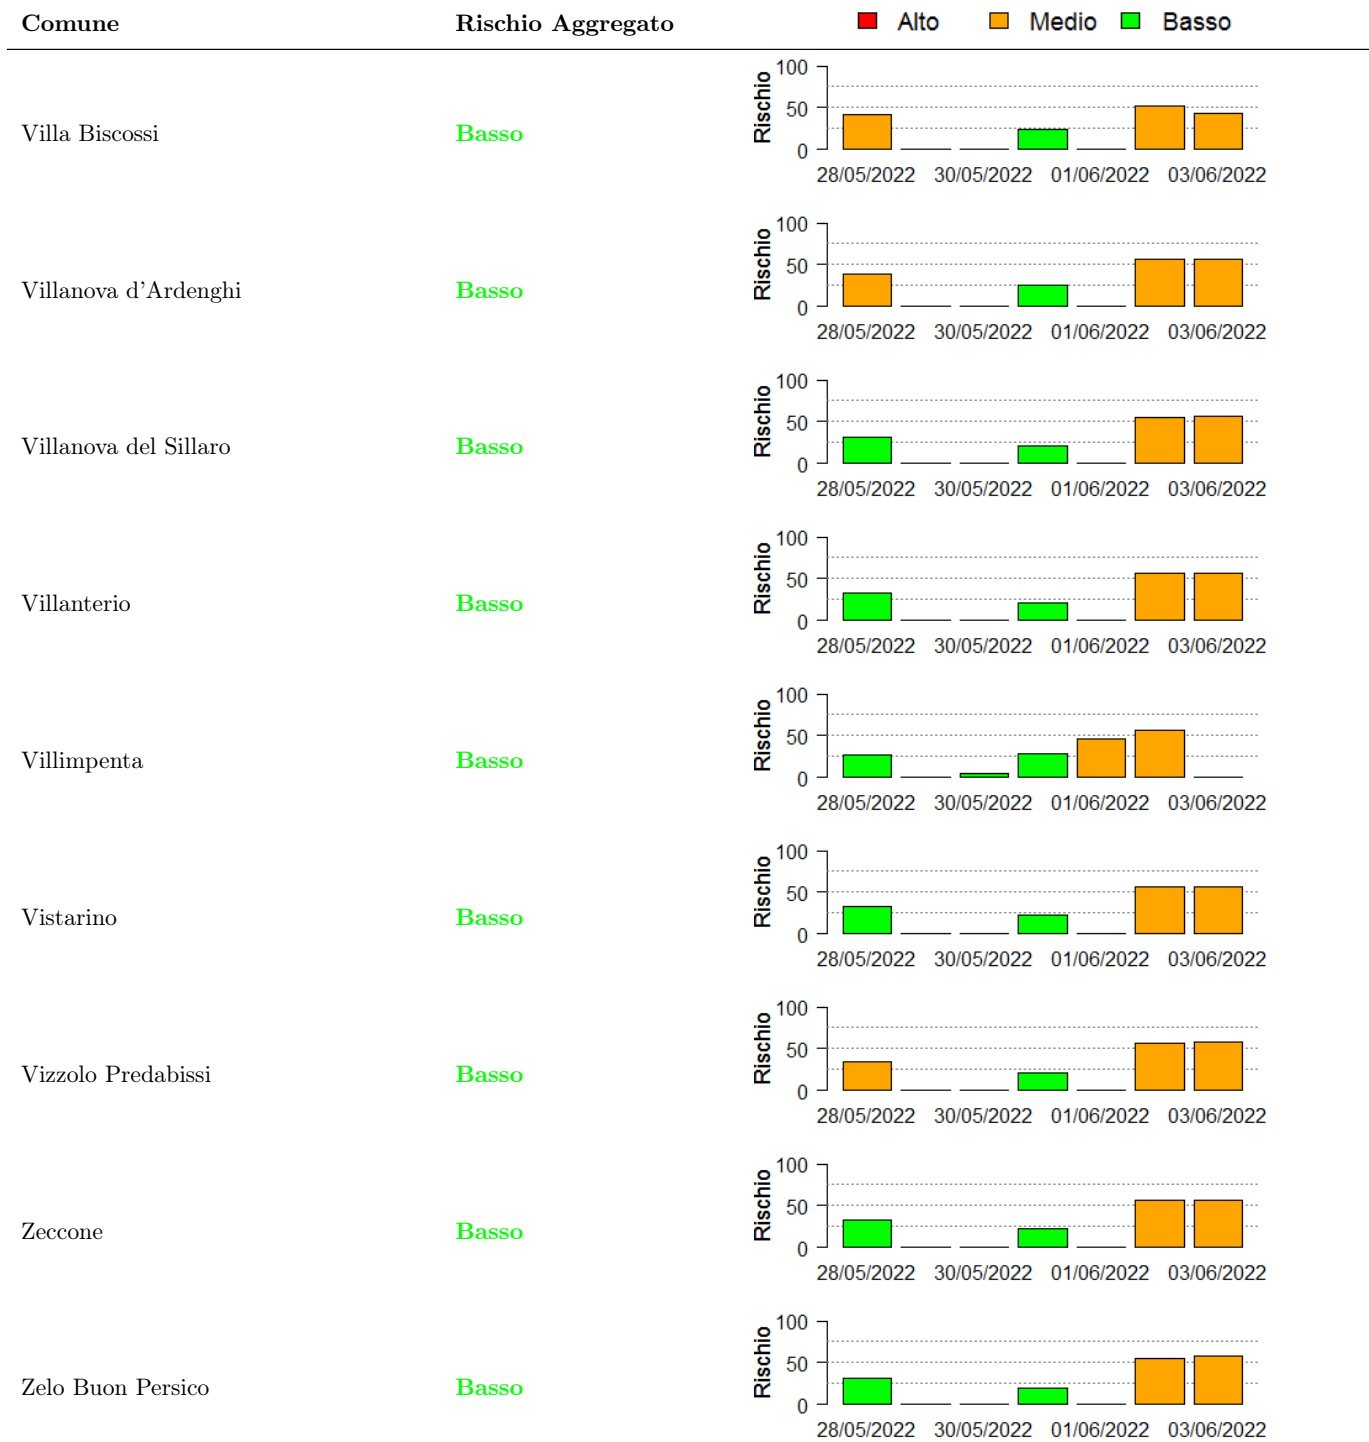 Comune Rischio Aggregato Alto Medio Basso
100
50
0
Rischio
Villa Biscossi Basso
28/05/2022 30/05/2022 01/06/2022 03/06/2022
100
50
0
Rischio
Villanova d'Ardenghi Basso
28/05/2022 30/05/2022 01/06/2022 03/06/2022
100
50
0
Rischio
Villanova del Sillaro Basso
28/05/2022 30/05/2022 01/06/2022 03/06/2022
100
50
0
Rischio
Villanterio Basso
28/05/2022 30/05/2022 01/06/2022 03/06/2022
100
50
0
Rischio
Villimpenta Basso
28/05/2022 30/05/2022 01/06/2022 03/06/2022
100
50
0
Rischio
Vistarino Basso
28/05/2022 30/05/2022 01/06/2022 03/06/2022
100
50
0
Rischio
Vizzolo Predabissi Basso
28/05/2022 30/05/2022 01/06/2022 03/06/2022
100
50
0
Rischio
Zeccone Basso
28/05/2022 30/05/2022 01/06/2022 03/06/2022
100
50
0
Rischio
Zelo Buon Persico Basso
28/05/2022 30/05/2022 01/06/2022 03/06/2022